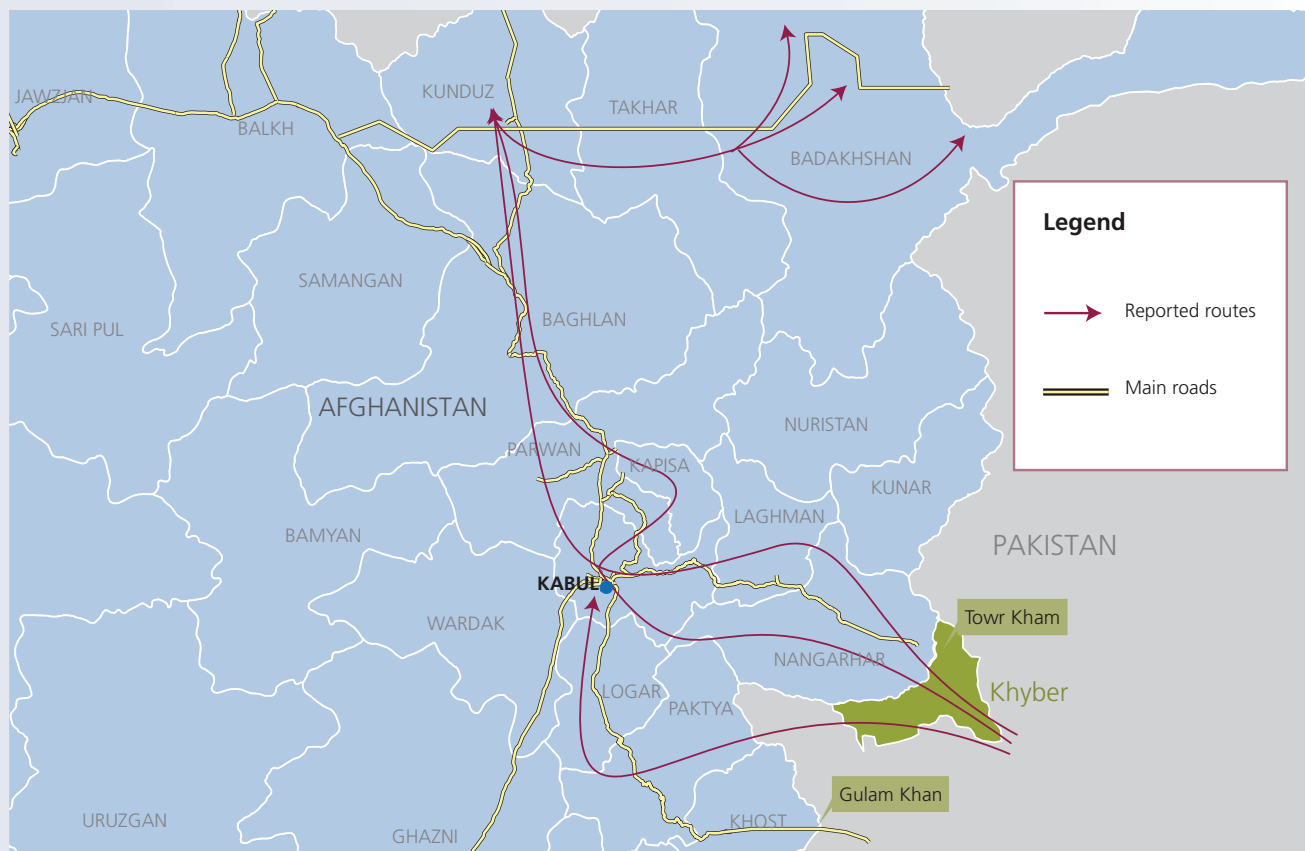 KUNDUZ
TAKHAR
JAWZJAN
BALKH
BADAKHSHAN
Legend
SAMANGAN
Reported routes
BAGHLAN
SARI PUL
Main roads
AFGHANISTAN
NURISTAN
PARWAN
KAPISA
KUNAR
LAGHMAN
BAMYAN
PAKISTAN
KABUL
Towr Kham
WARDAK
NANGARHAR
Khyber
LOGAR
PAKTYA
Gulam Khan
URUZGAN
KHOST
GHAZNI